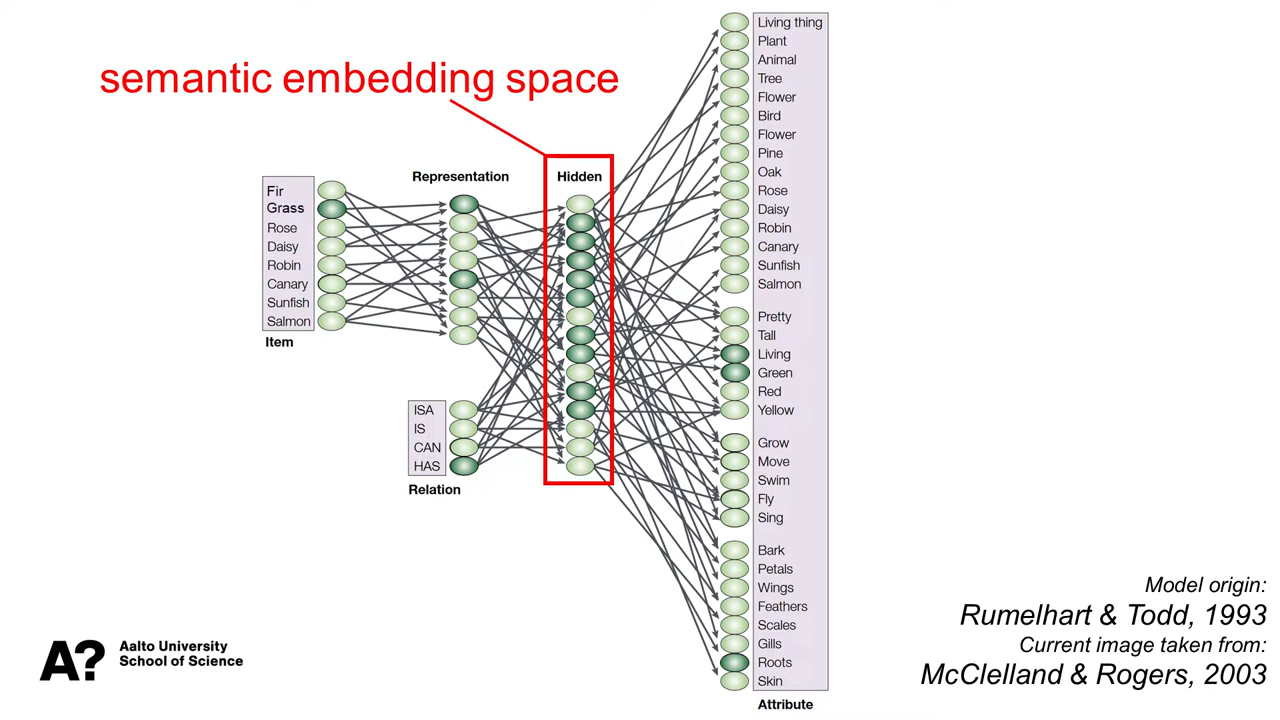 semantic embedding space
Representation
Hidden
Fir
Grass
Rose
Daisy
Robin
Canary
Sunfish
Salmon
Item
ISA
IS
CAN
HAS
Relation
Living thing
Plant
Animal
Tree
Flower
Bird
Flower
Pine
Oak
Rose
Daisy
Robin
Canary
Sunfish
Salmon
Pretty
Tall
Living
Green
Red
Yellow
Grow
Move
Swim
Fly
Sing
Bark
Petals
Wings
Feathers
Scales
Gills
Roots
Skin
Attribute
Model origin:
Rumelhart & Todd, 1993
Current image taken from:
McClelland & Rogers, 2003
A?
Aalto University
School of Science